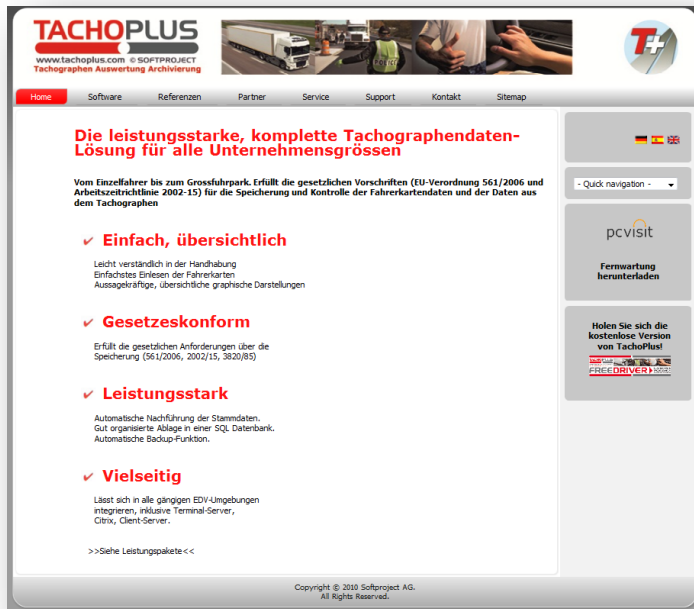 TACHOPLUS
www.tachoplus.com © SOFTPROJECT
Tachographen Auswertung Archivierung
POLICE
T+
Home Software Referenzen Partner Service Support Kontakt Sitemap
Die leistungsstarke, komplette Tachographendaten-
Lösung für alle Unternehmensgrössen
Vom Einzelfahrer bis zum Grossfuhrpark. Erfüllt die gesetzlichen Vorschriften (EU-Verordnung 561/2006 und
Arbeitszeitrichtlinie 2002-15) für die Speicherung und Kontrolle der Fahrerkartendaten und der Daten aus
dem Tachographen
Einfach, übersichtlich
Leicht verständlich in der Handhabung
Einfachstes Einlesen der Fahrerkarten
Aussagekräftige, übersichtliche graphische Darstellungen
Gesetzeskonform
Erfüllt die gesetzlichen Anforderungen über die
Speicherung (561/2006, 2002/15, 3820/85)
Leistungsstark
Automatische Nachführung der Stammdaten.
Gut organisierte Ablage in einer SQL Datenbank.
Automatische Backup-Funktion.
Vielseitig
Lässt sich in alle gängigen EDV-Umgebungen
integrieren, inklusive Terminal-Server,
Citrix, Client-Server.
>>Siehe Leistungspakete<<
- Quick navigation -
pcvisit
Fernwartung
herunterladen
Holen Sie sich die
kostenlose Version
von TachoPlus!
FREEDRIVER
Copyright © 2010 Softproject AG.
All Rights Reserved.